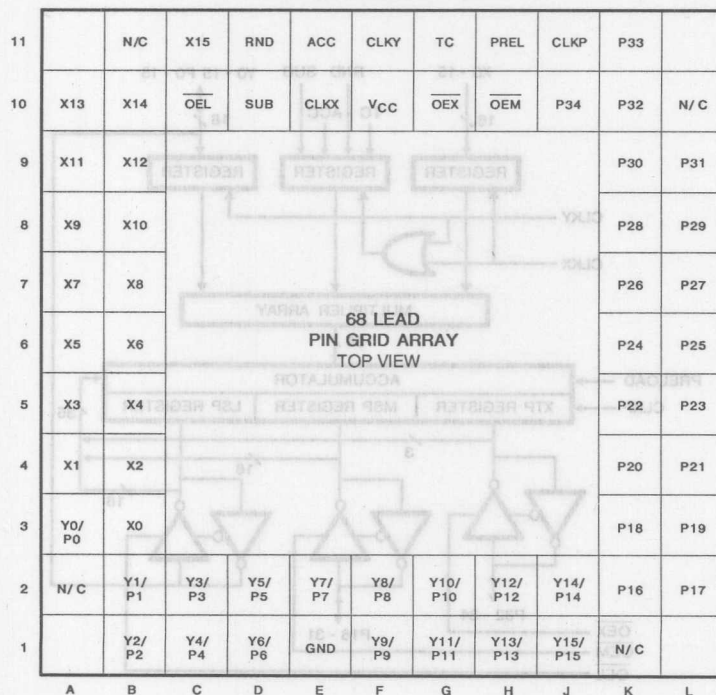 11 N/C X15 RND ACC CLKY TC PREL CLKP P33
10 X13 X14 OEL SUB CLKX VCC OEX OEM P34 P32 N/C
9 X11 X12 P30 P31
8 X9 X10 P28 P29
7 X7 X8 P26 P27
68 LEAD
6 X5 X6 PIN GRID ARRAY P24 P25
TOP VIEW
5 X3 X4 P22 P23
4 X1 X2 P20 P21
3 Y0/ P0 X0 P18 P19
2 N/C Y1/ P1 Y3/ P3 Y5/ P5 Y7/ P7 Y8/ P8 Y10/ P10 Y12/ P12 Y14/ P14 P16 P17
1 Y2/ P2 Y4/ P4 Y6/ P6 GND Y9/ P9 Y11/ P11 Y13/ P13 Y15/ P15 N/C
A B C D E F G H J K L